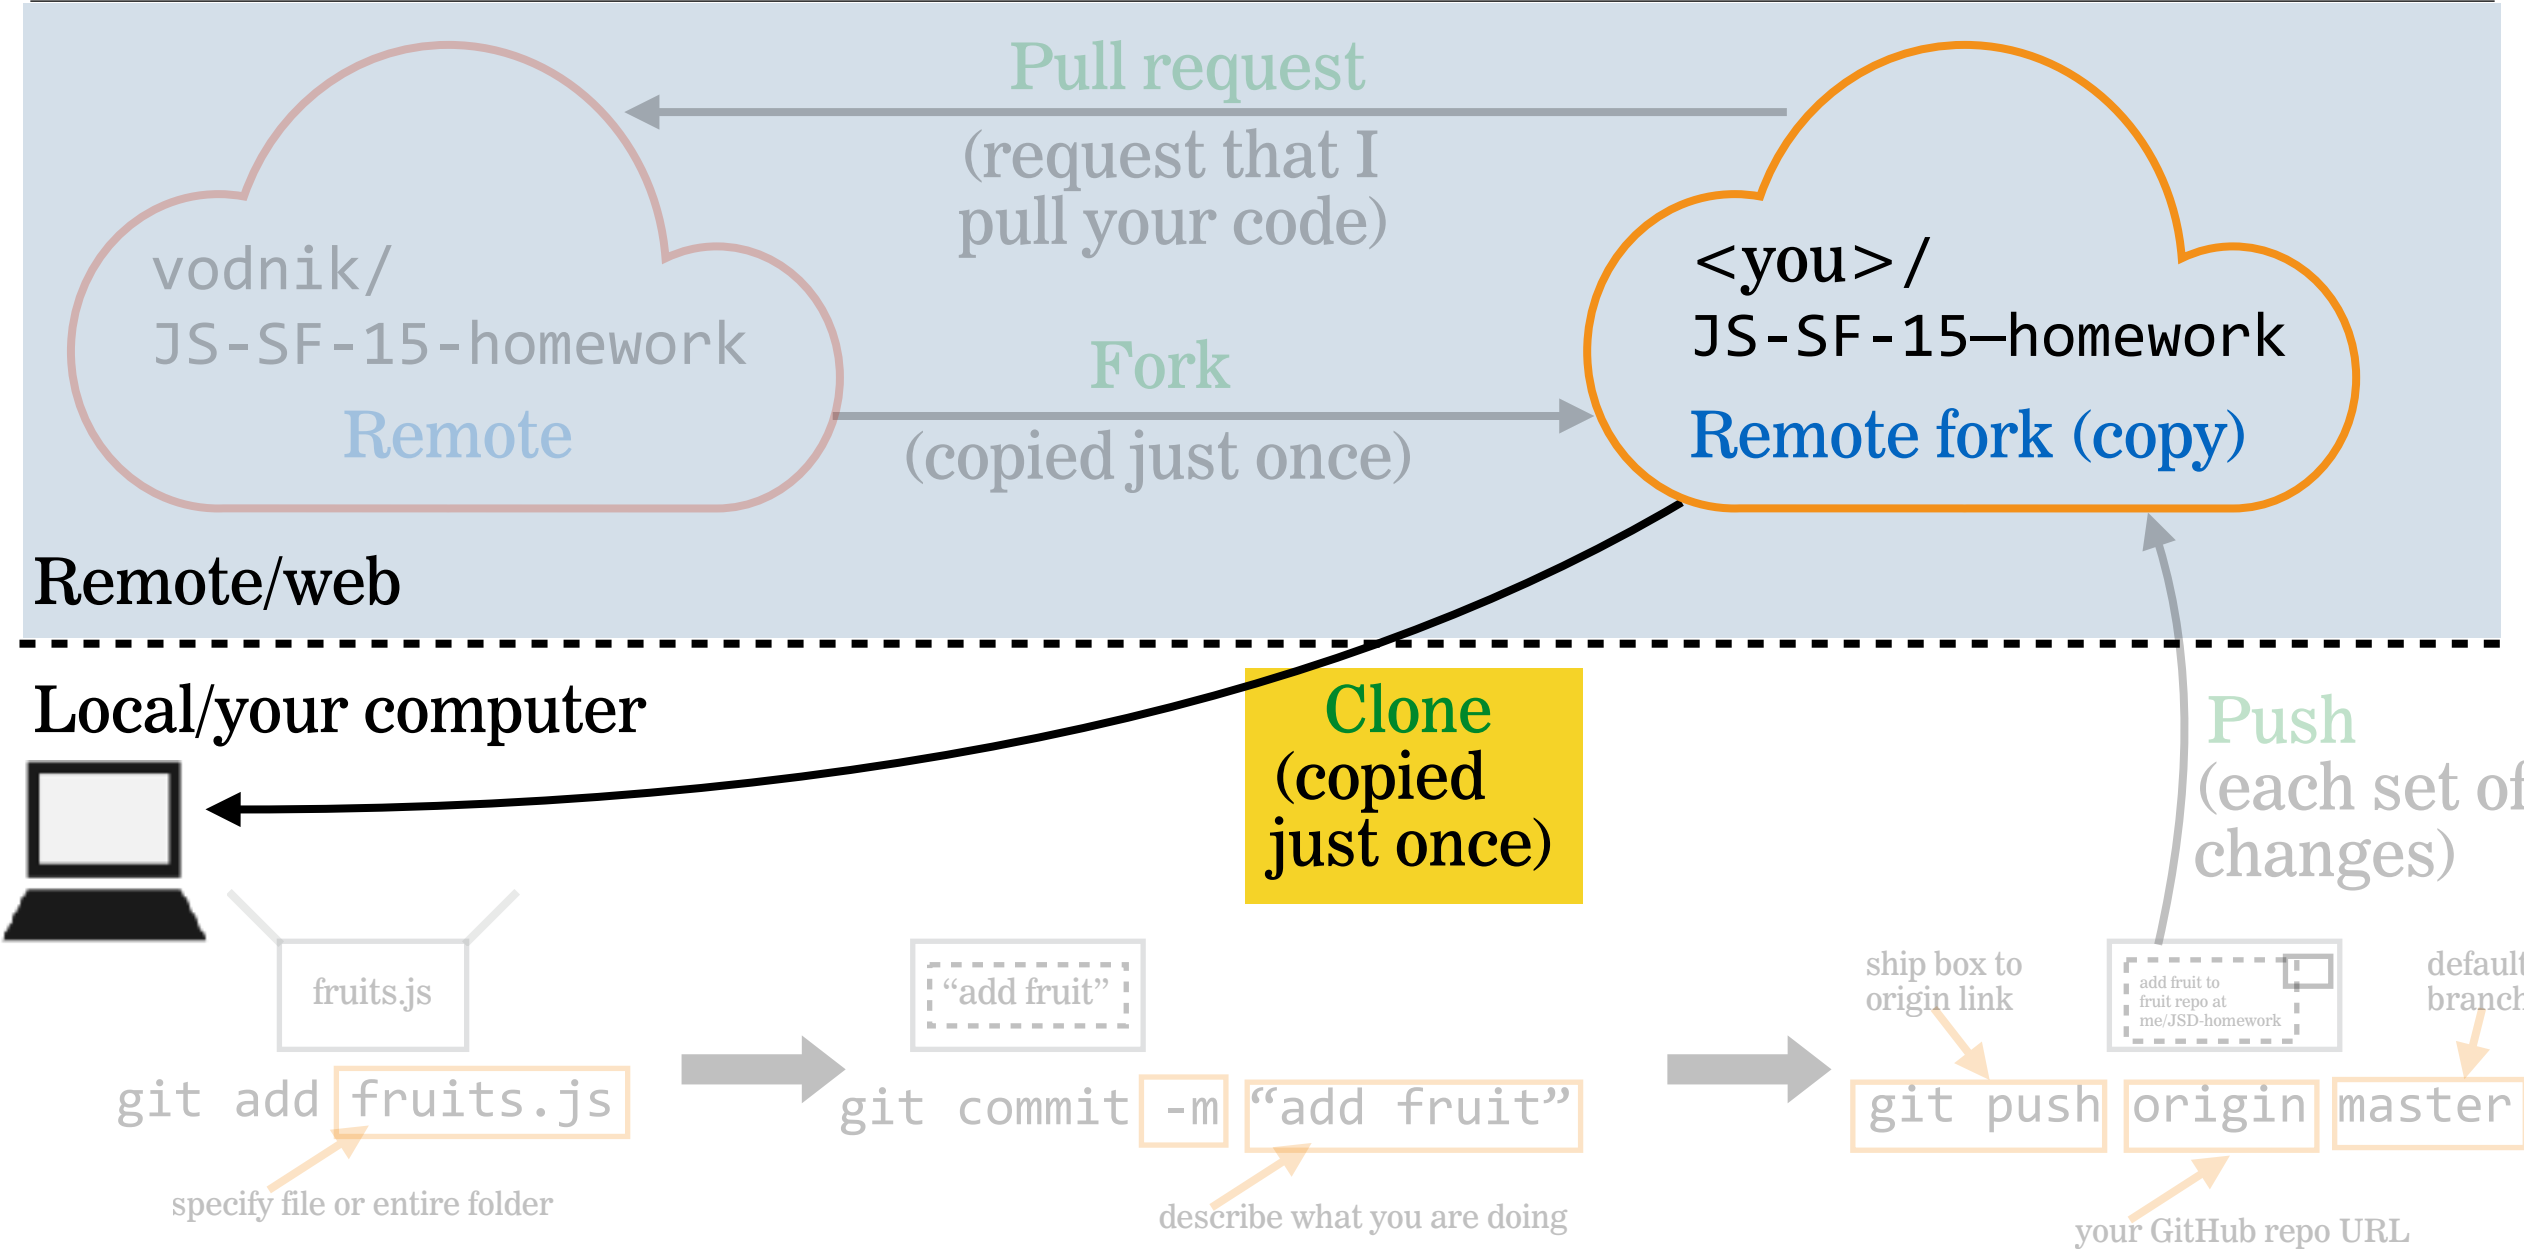 Pull request
(request that I
pull your code)
vodnik/
JS-SF-15-homework
Remote
Fork
(copied just once)
<you>/
JS-SF-15—homework
Remote fork (copy)
Remote/web
Local/your computer
Clone
(copied
just once)
Push
(each set of
changes)
fruits.js
git add fruits.js
specify file or entire folder
“add fruit”
git commit -m “add fruit”
describe what you are doing
ship box to
origin link
add fruit to
fruit repo at
me/JSD-homework
default
branch
git push origin master
your GitHub repo URL